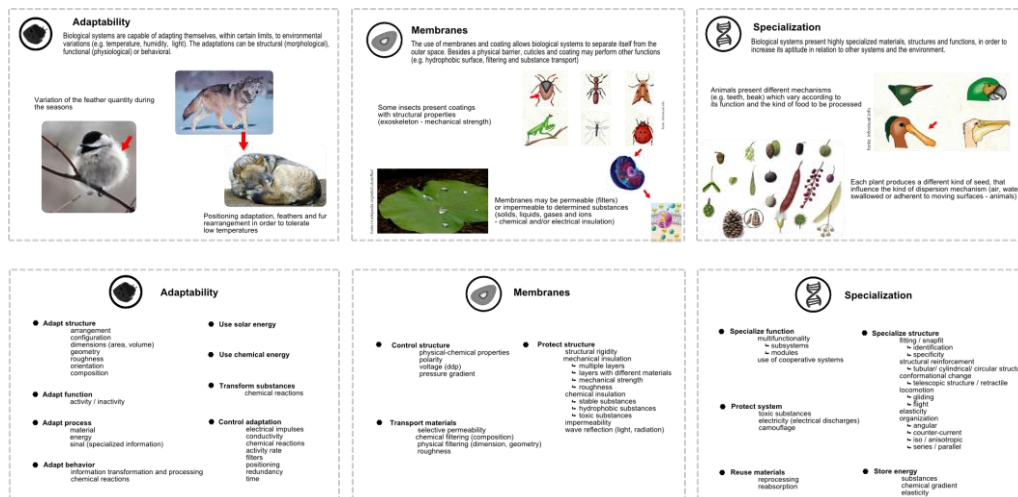 Adaptability
Biological systems are capable of adapting themselves, within certain limits, to environmental
variations (e.g. temperature, humidity, light). The adaptations can be structural (morphological),
functional (physiological) or behavioral.
Variation of the feather quantity during
the seasons
Positioning adaptation, feathers and fur
rearrangement in order to tolerate
low temperatures
Membranes
The use of membranes and coating allows biological systems to separate itself from the
outer space. Besides a physical barrier, cuticles and coating may perform other functions
(e.g. hydrophobic surface, filtering and substance transport)
Some insects present coatings
with structural properties
(exoskeleton - mechanical strength)
Membranes may be permeable (filters)
or impermeable to determined substances
(solids, liquids, gases and ions
- chemical and/or electrical insulation)
Specialization
Biological systems present highly specialized materials, structures and functions, in order to
increase its aptitude in relation to other systems and the environment.
Animals present different mechanisms
(e.g. teeth, beak) which vary according to
its function and the kind of food to be processed
Each plant produces a different kind of seed, that
influence the kind of dispersion mechanism (air, wate
swallowed or adherent to moving surfaces - animals)
Adaptability
Adapt structure
arrangement
configuration
dimensions (area, volume)
geometry
roughness
orientation
composition
Adapt function
activity / inactivity
Adapt process
material
energy
sinal (specialized information)
Adapt behavior
information transformation and processing
chemical reactions
Use solar energy
Use chemical energy
Transform substances
chemical reactions
Control adaptation
electrical impulses
conductivity
chemical reactions
activity rate
filters
positioning
redundancy
time
Membranes
Control structure
physical-chemical properties
polarity
voltage (ddp)
pressure gradient
Transport materials
selective permeability
chemical filtering (composition)
physical filtering (dimension, geometry)
roughness
Protect structure
structural rigidity
mechanical insulation
multiple layers
layers with different materials
mechanical strength
roughness
chemical insulation
stable substances
hydrophobic substances
toxic substances
impermeability
wave reflection (light, radiation)
Specialization
Specialize function
multifunctionality
subsystems
modules
use of cooperative systems
Protect system
toxic substances
electricity (electrical discharges)
camouflage
Reuse materials
reprocessing
reabsorption
Specialize structure
fitting / snapfit
identification
specificity
structural reinforcement
tubular/ cylindrical/ circular struct
conformational change
telescopic structure / retractile
locomotion
gliding
flight
elasticity
organization
angular
counter-current
iso / anisotropic
series / parallel
Store energy
substances
chemical gradient
elasticity